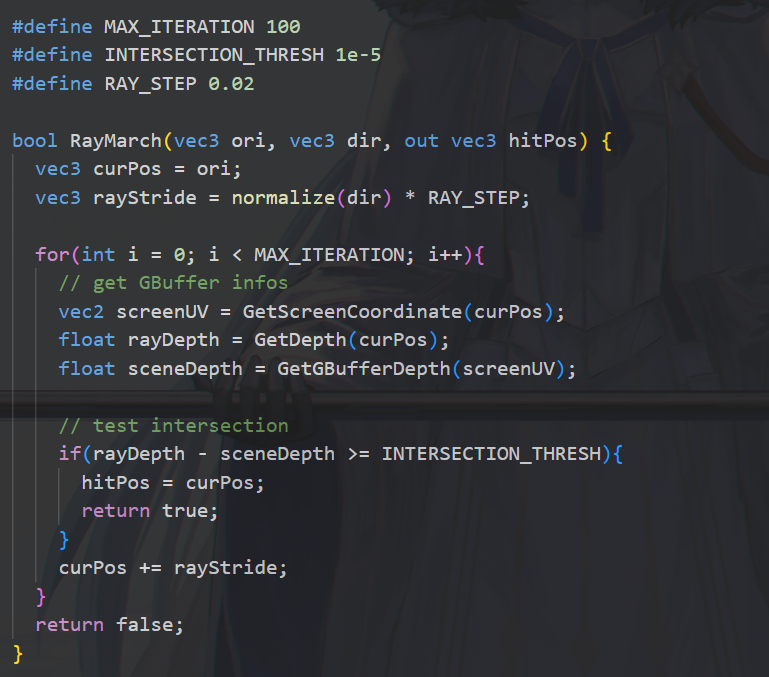 #define MAX_ITERATION 100
#define INTERSECTION_THRESH 1e-5
#define RAY_STEP 0.02
bool RayMarch(vec3 ori, vec3 dir, out vec3 hitPos) {
vec3 curPos = ori;
vec3 rayStride = normalize(dir) * RAY_STEP;
for(int i = 0; i < MAX_ITERATION; i++){
// get GBuffer infos
vec2 screenUV = GetScreenCoordinate(curPos);
float rayDepth = GetDepth(curPos);
float sceneDepth = GetGBufferDepth(screenUV);
// test intersection
if(rayDepth - sceneDepth >= INTERSECTION_THRESH){
hitPos = curPos;
return true;
}
curPos += rayStride;
}
return false;
}